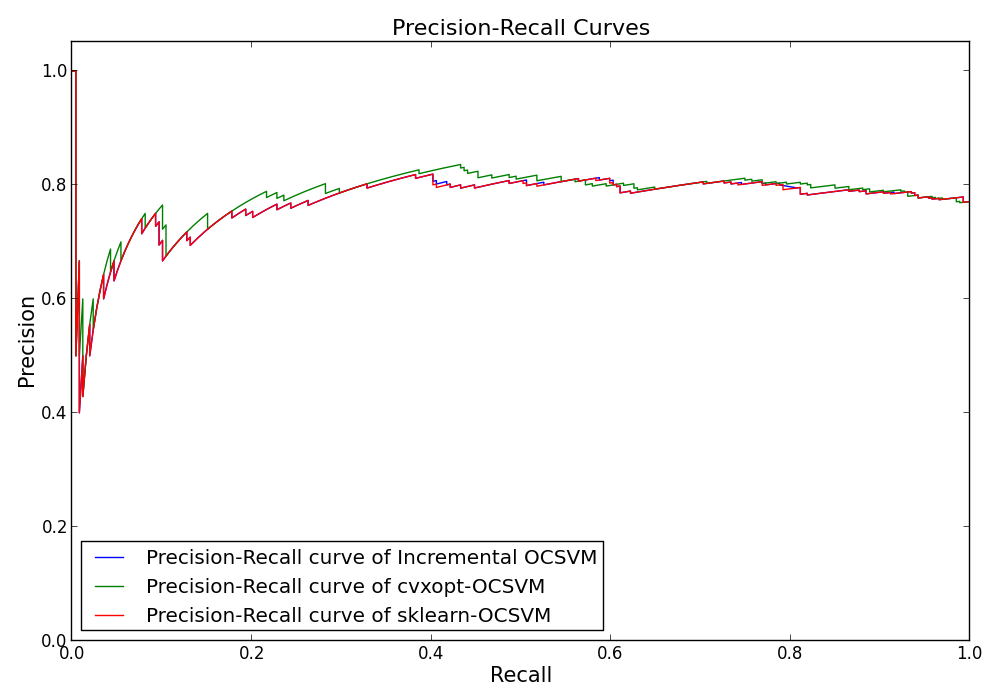 Precision-Recall Curves
1.0
0.8
0.6
0.4
0.2
0.0
Precision
Precision-Recall curve of Incremental OCSVM
Precision-Recall curve of cvxopt-OCSVM
Precision-Recall curve of sklearn-OCSVM
0.0 0.2 0.4 0.6 0.8 1.0
Recall